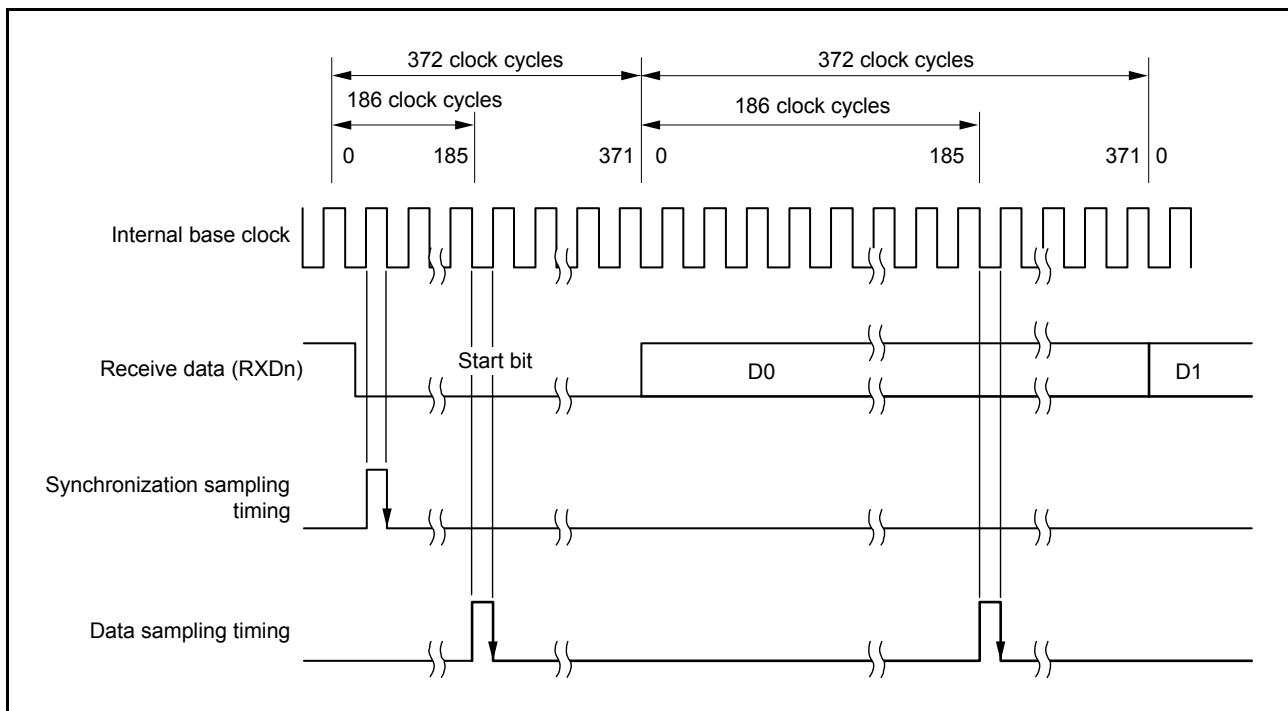 372 clock cycles
372 clock cycles
186 clock cycles
186 clock cycles
0
185
371
0
185
371
0
Internal base clock
Receive data (RXDn)
Start bit
D0
D1
Synchronization sampling
timing
Data sampling timing